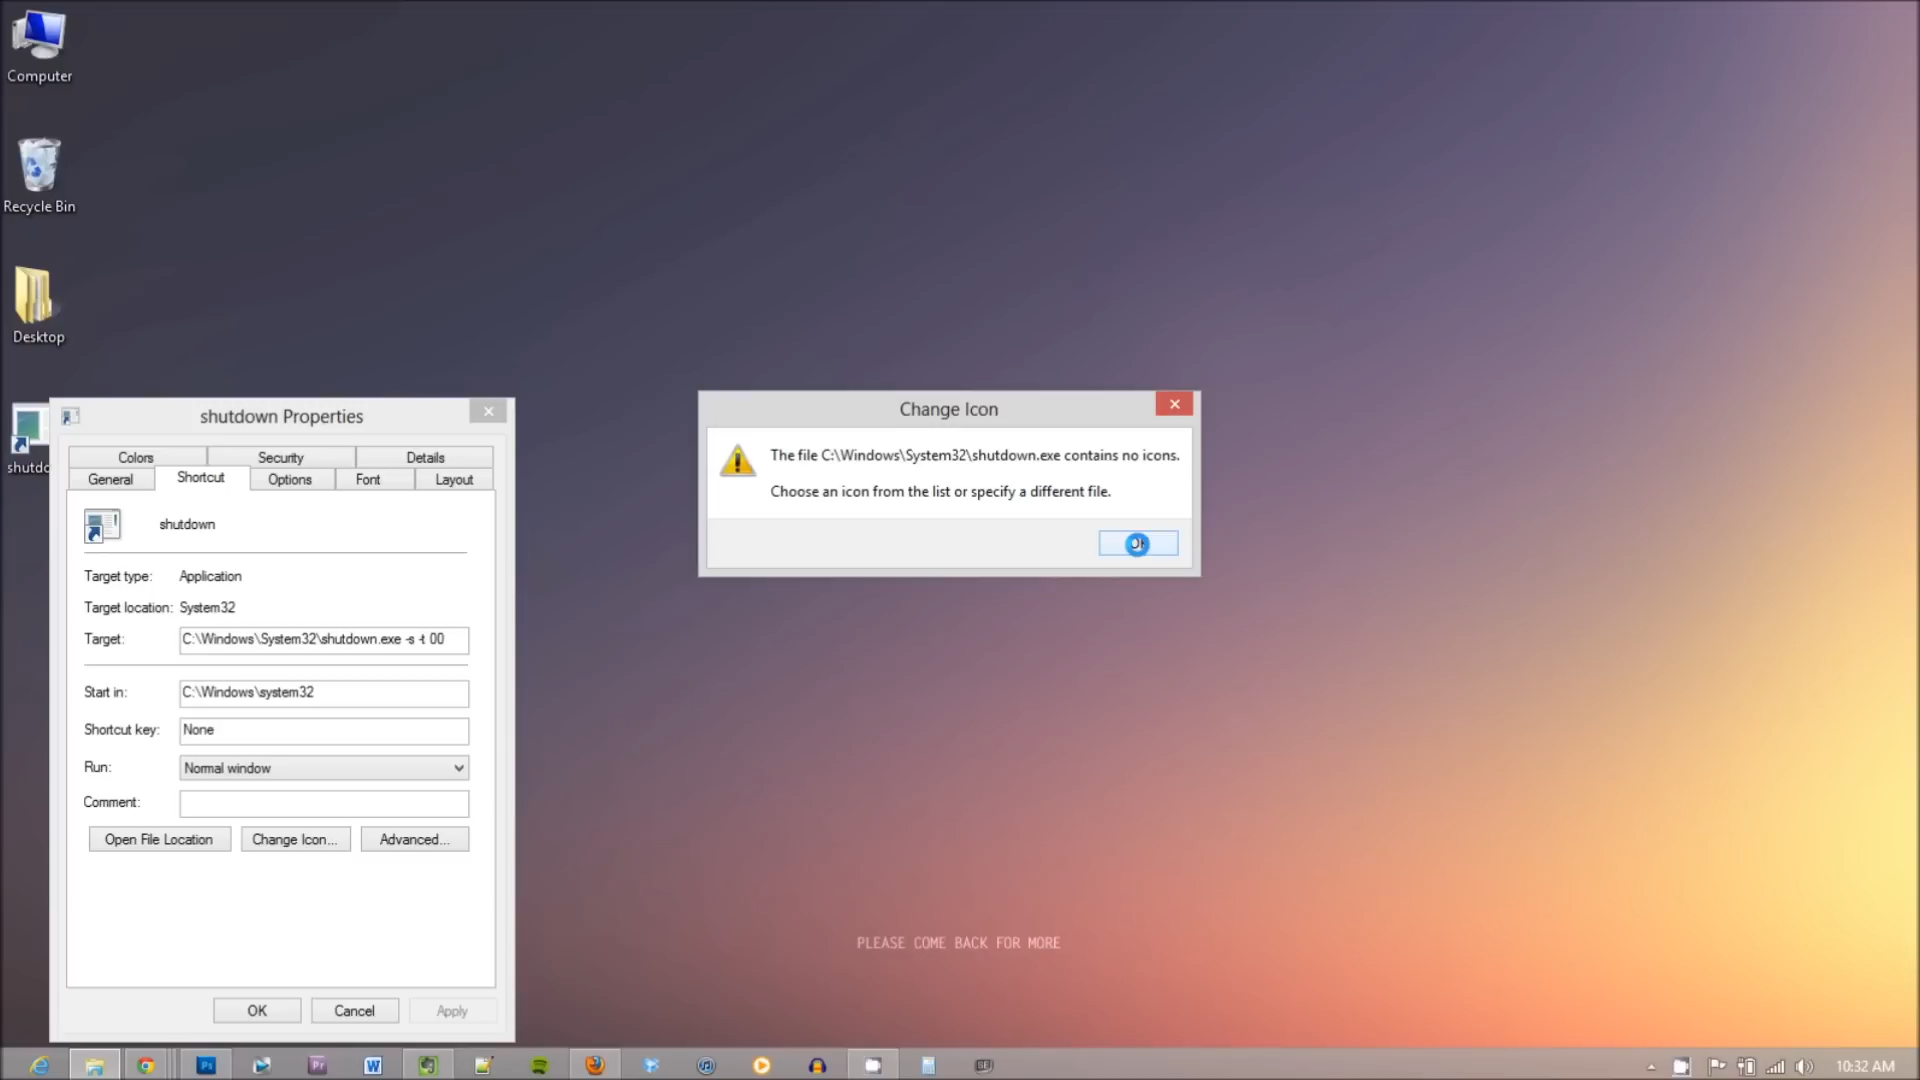 Computer
Recycle Bin
Desktop
shutdo
shutdown Properties
Colors
Security
Details
General
Shortcut
Options
Font
Layout
shutdown
Target type: Application
Target location: System32
Target: C:\Windows\System32\shutdown.exe -s -t 00
Start in: C:\Windows\system32
Shortcut key: None
Run: Normal window
Comment:
Open File Location
Change Icon...
Advanced...
OK
Cancel
Apply
Change Icon
The file C:\Windows\System32\shutdown.exe contains no icons.
Choose an icon from the list or specify a different file.
PLEASE COME BACK FOR MORE
Ps
Pr
W
10:32 AM